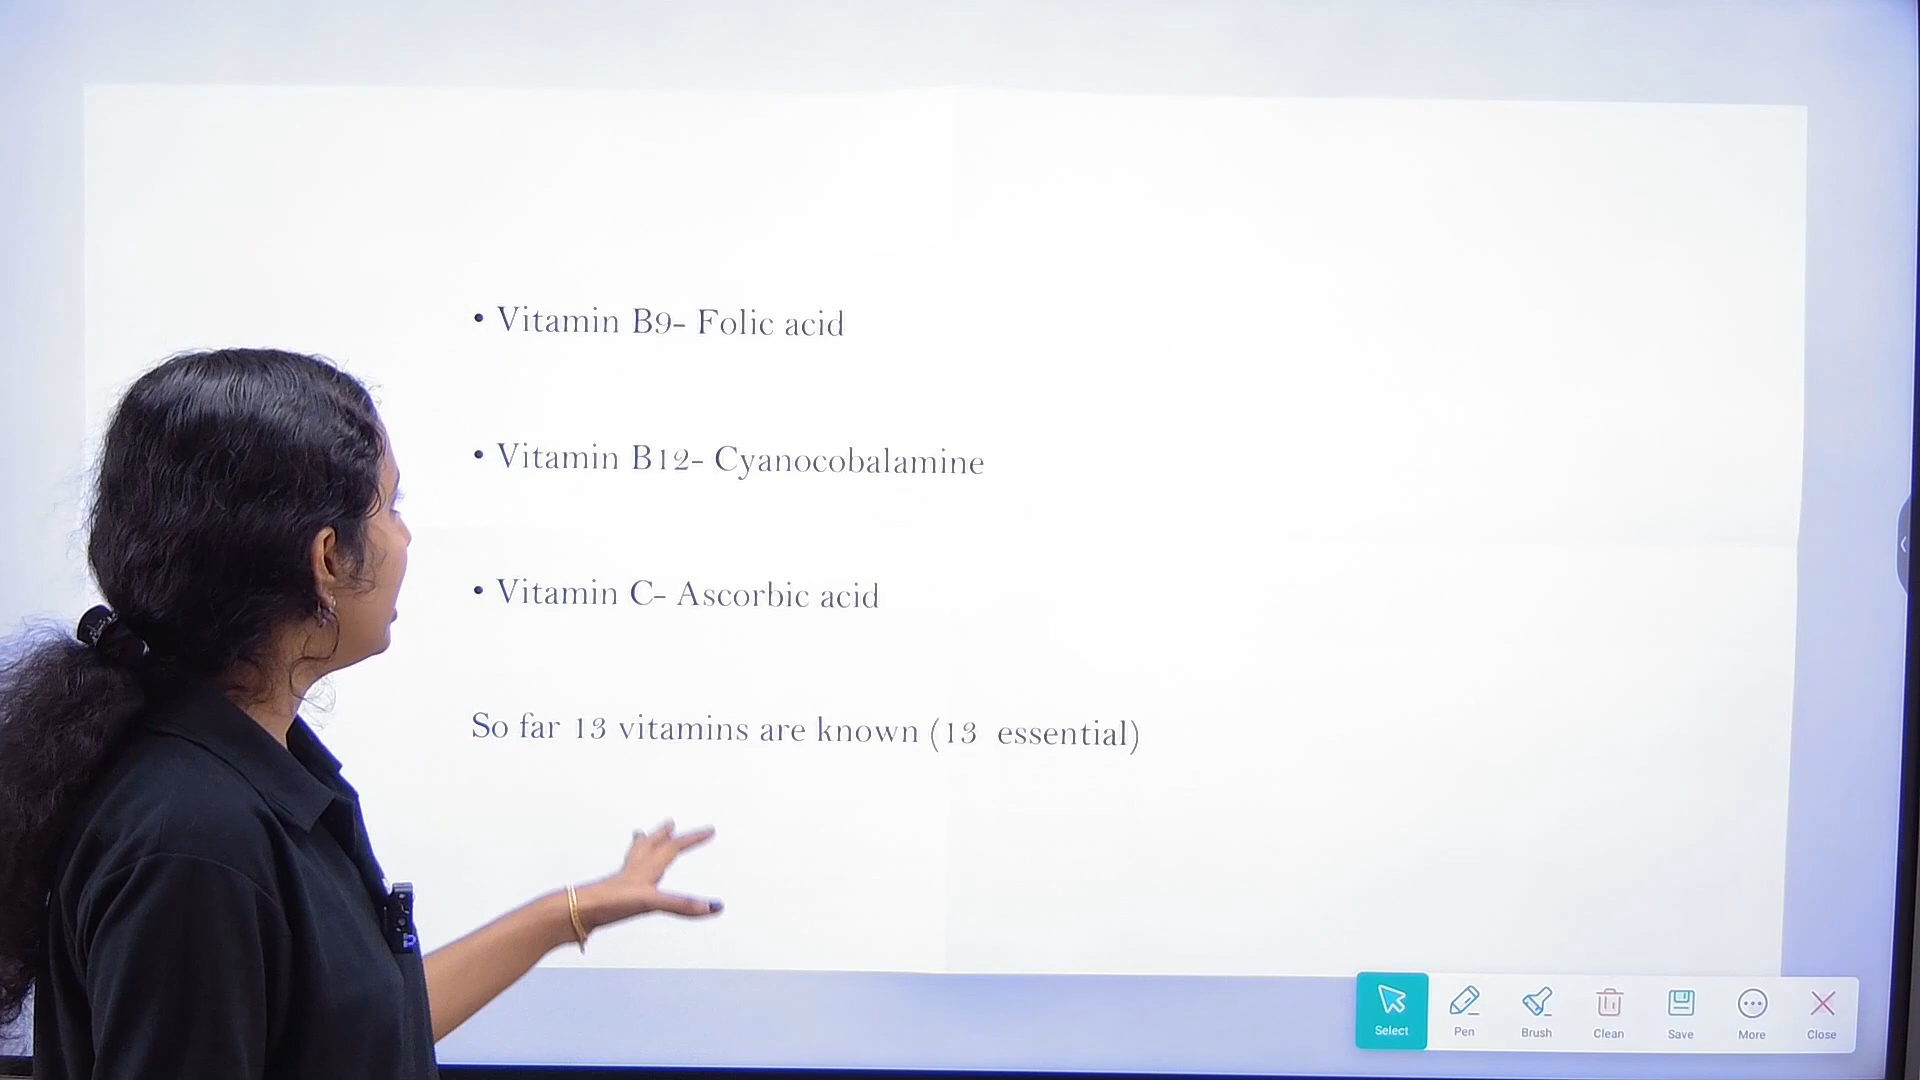 • Vitamin B9- Folic acid
• Vitamin B12- Cyanocobalamine
• Vitamin C- Ascorbic acid
So far 13 vitamins are known (13 essential)
Select Pen Brush Clean Save More Close